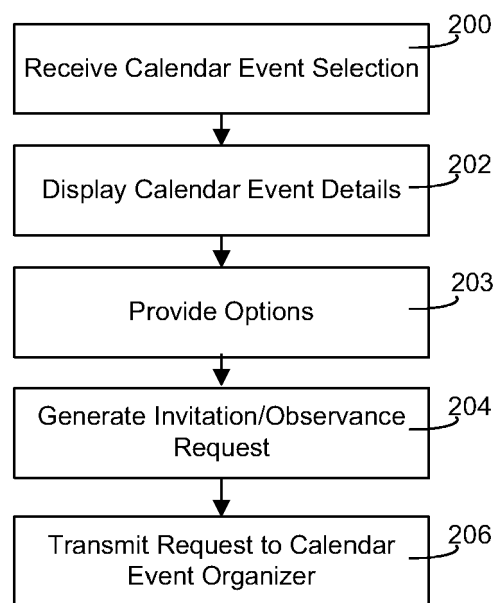 200
Receive Calendar Event Selection
202
Display Calendar Event Details
203
Provide Options
204
Generate Invitation/Observance
Request
206
Transmit Request to Calendar
Event Organizer